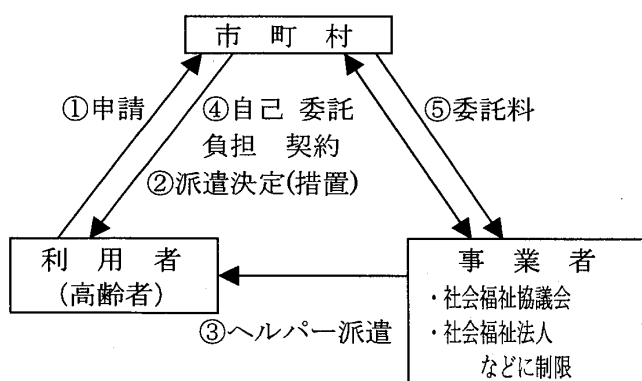 市町村
①申請
④自己 委託
⑤委託料
負担 契約
②派遣決定(措置)
利用者
(高齢者)
事業者
・社会福祉協議会
・社会福祉法人
などに制限
③ヘルパー派遣